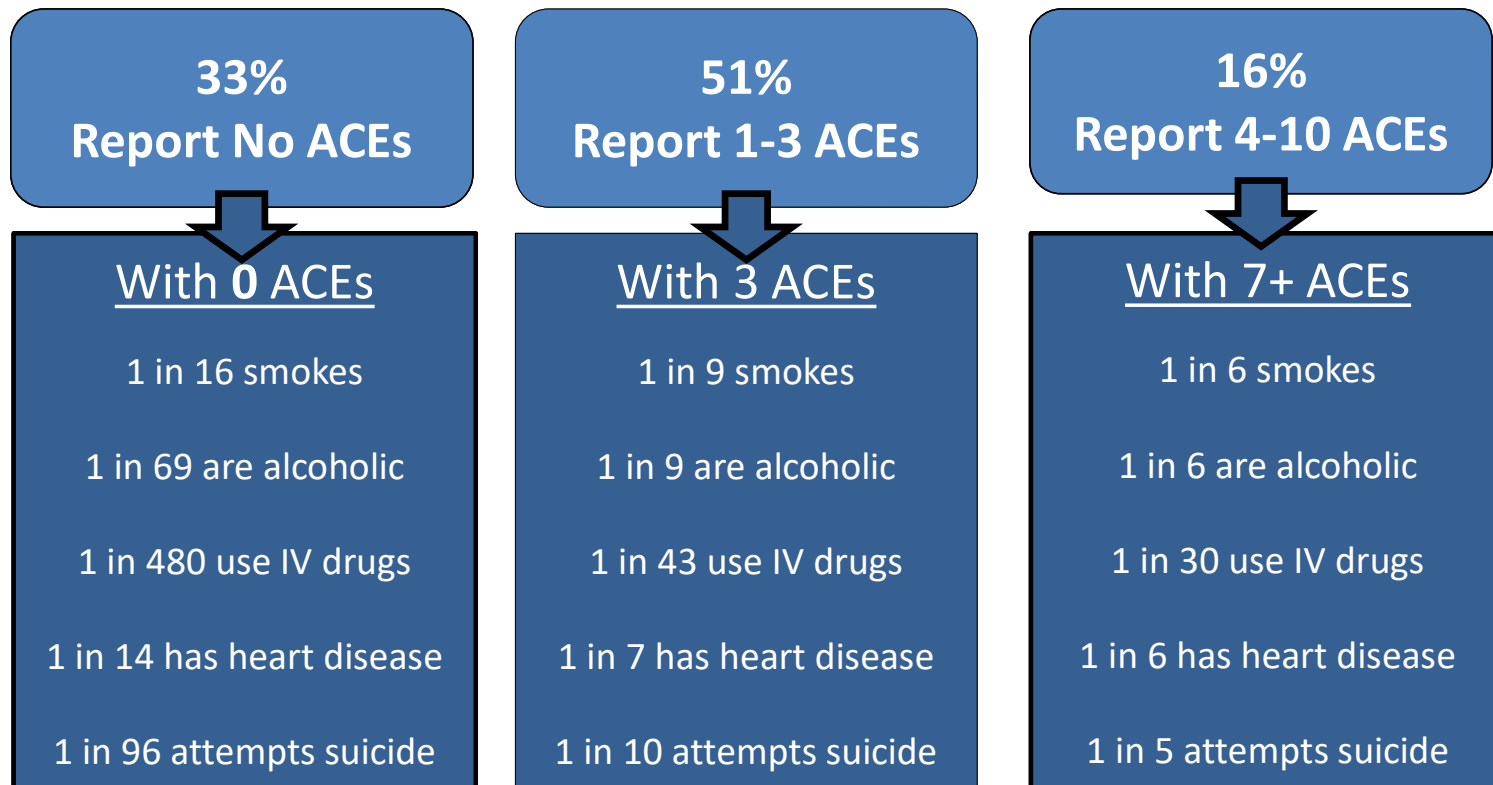 33%
Report No ACEs
With 0 ACEs
1 in 16 smokes
1 in 69 are alcoholic
1 in 480 use IV drugs
1 in 14 has heart disease
1 in 96 attempts suicide
51%
Report 1-3 ACEs
With 3 ACEs
1 in 9 smokes
1 in 9 are alcoholic
1 in 43 use IV drugs
1 in 7 has heart disease
1 in 10 attempts suicide
16%
Report 4-10 ACEs
With 7+ ACEs
1 in 6 smokes
1 in 6 are alcoholic
1 in 30 use IV drugs
1 in 6 has heart disease
1 in 5 attempts suicide